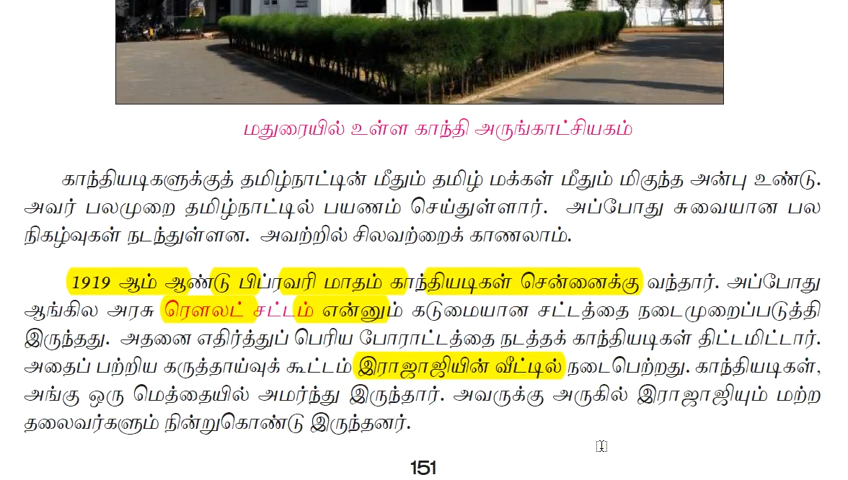 மதுரையில் உள்ள காந்தி அருங்காட்சியகம்
காந்தியடிகளுக்குத் தமிழ்நாட்டின் மீதும் தமிழ் மக்கள் மீதும் மிகுந்த அன்பு உண்டு.
அவர் பலமுறை தமிழ்நாட்டில் பயணம் செய்துள்ளார். அப்போது சுவையான பல
நிகழ்வுகள் நடந்துள்ளன. அவற்றில் சிலவற்றைக் காணலாம்.
1919 ஆம் ஆண்டு பிப்ரவரி மாதம் காந்தியடிகள் சென்னைக்கு வந்தார். அப்போது
ஆங்கில அரசு ரௌலட் சட்டம் என்னும் கடுமையான சட்டத்தை நடைமுறைப்படுத்தி
இருந்தது. அதனை எதிர்த்துப் பெரிய போராட்டத்தை நடத்தக் காந்தியடிகள் திட்டமிட்டார்.
அதைப் பற்றிய கருத்தாய்வுக் கூட்டம் இராஜாஜியின் வீட்டில் நடைபெற்றது. காந்தியடிகள்,
அங்கு ஒரு மெத்தையில் அமர்ந்து இருந்தார். அவருக்கு அருகில் இராஜாஜியும் மற்ற
தலைவர்களும் நின்றுகொண்டு இருந்தனர்.
151